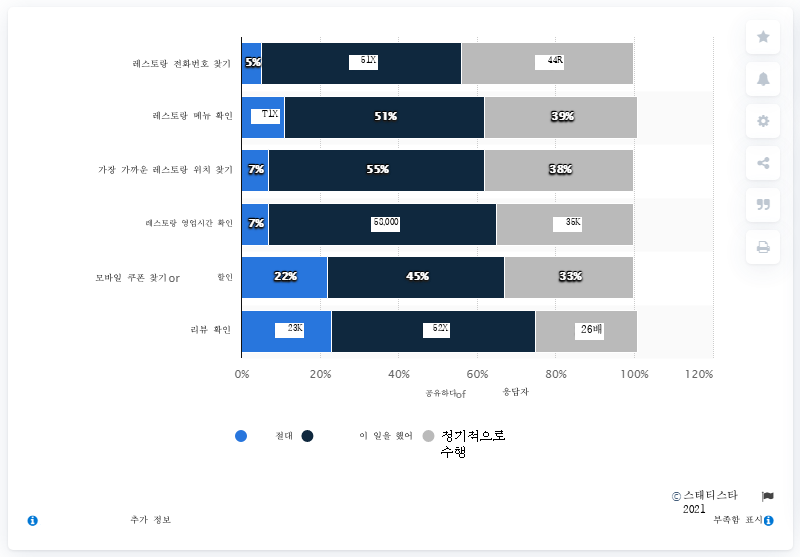 레스토랑 전화번호 찾기
5%
51X
44R
레스토랑 메뉴 확인
T1X
51%
39%
가장 가까운 레스토랑 위치 찾기
7%
55%
38%
레스토랑 영업시간 확인
7%
58,000
35K
모바일 쿠폰 찾기 or 할인
22%
45%
33%
리뷰 확인
23K
52X
26배
0%
20%
40%
60%
80%
100%
120%
공유하다of 응답자
절대
이 일을 했어
정기적으로
수행
© 스태티스타
2021
추가 정보
부족함 표시